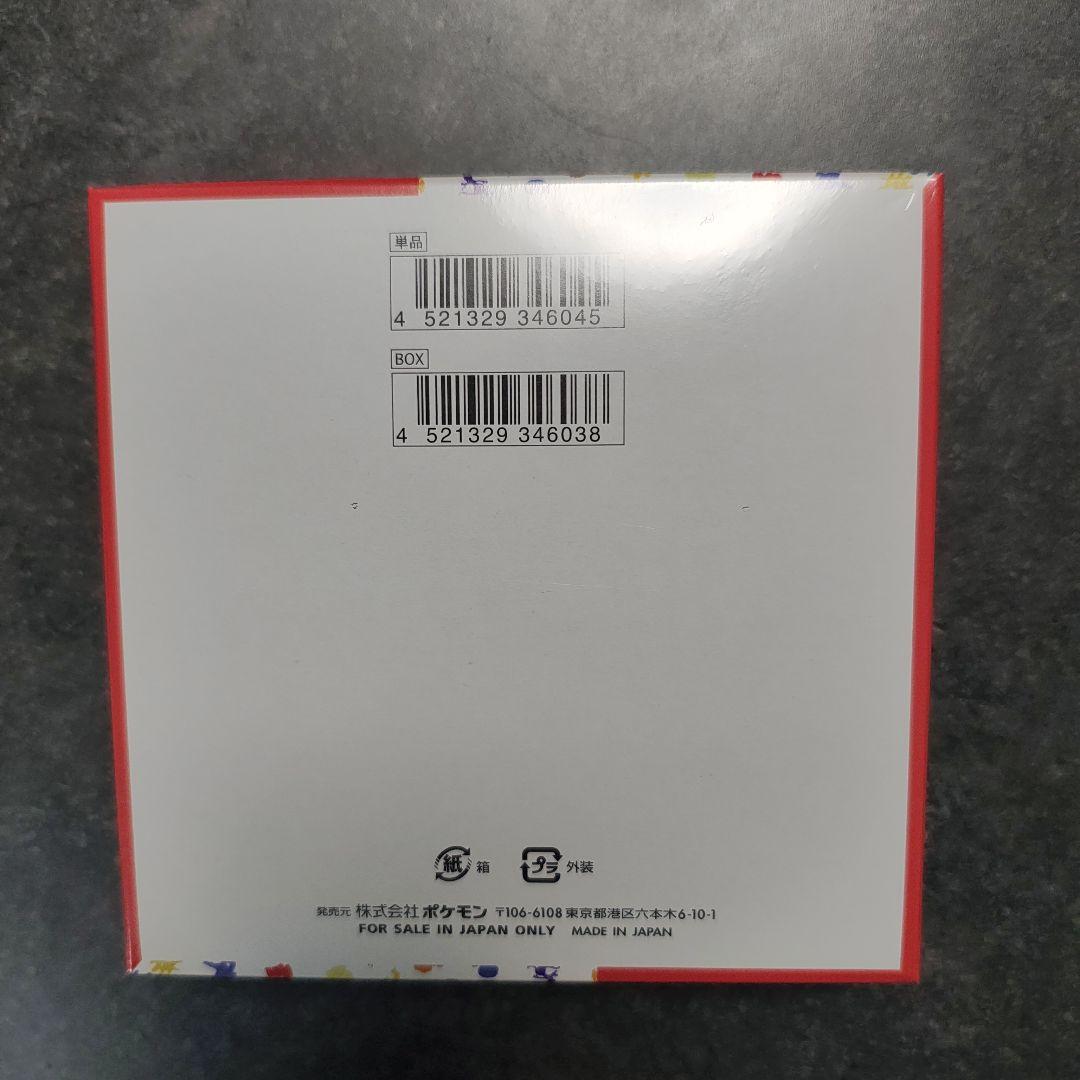 単品
4 521329 346045
BOX
4 521329 346038
紙 箱 プラ 外装
発売元 株式会社 ポケモン 〒106-6108 東京都港区六本木6-10-1
FOR SALE IN JAPAN ONLY MADE IN JAPAN